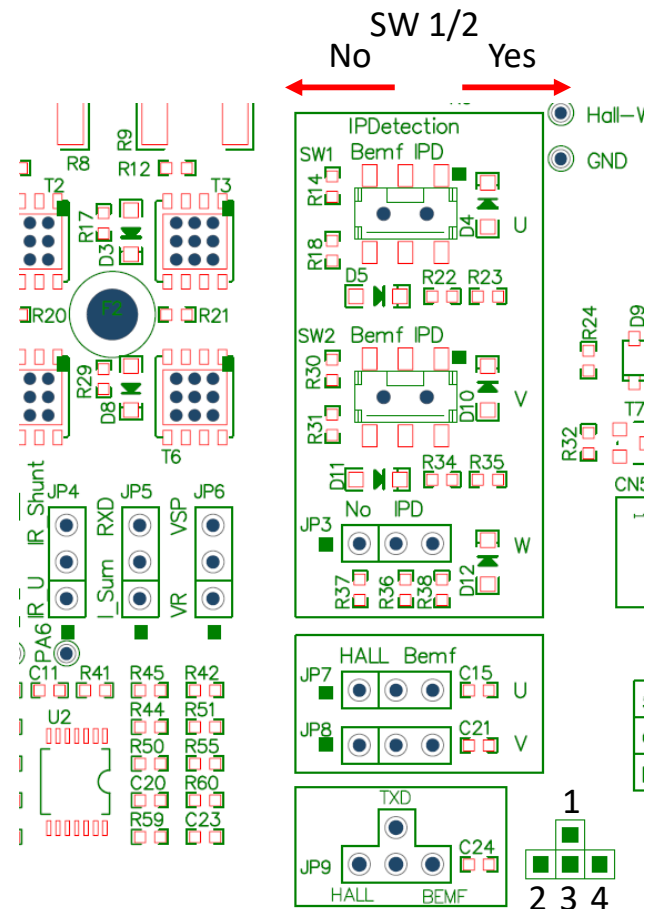 SW 1/2
No Yes
IPDetection
Hall-W
GND
R8
R9
R12
T2
T3
R17
D3
R20
F2
R21
R29
D8
T6
SW1 Bemf IPD
R14
R18
D4
U
D5
R22 R23
SW2 Bemf IPD
R30
R31
D10
V
D11
R34 R35
No IPD
JP3
W
R37 R36 R38 D12
R24
D9
R32
T7
CN5
IR_Shunt JP4 RXD JP5 VSP JP6
IR_U I_Sum VR
PA6
C11 R41 R45 R42
U2
R44 R51
R50 R55
C20 R60
R59 C23
HALL Bemf
JP7 C15 U
JP8 C21 V
TXD
JP9 C24
HALL BEMF
1
2 3 4